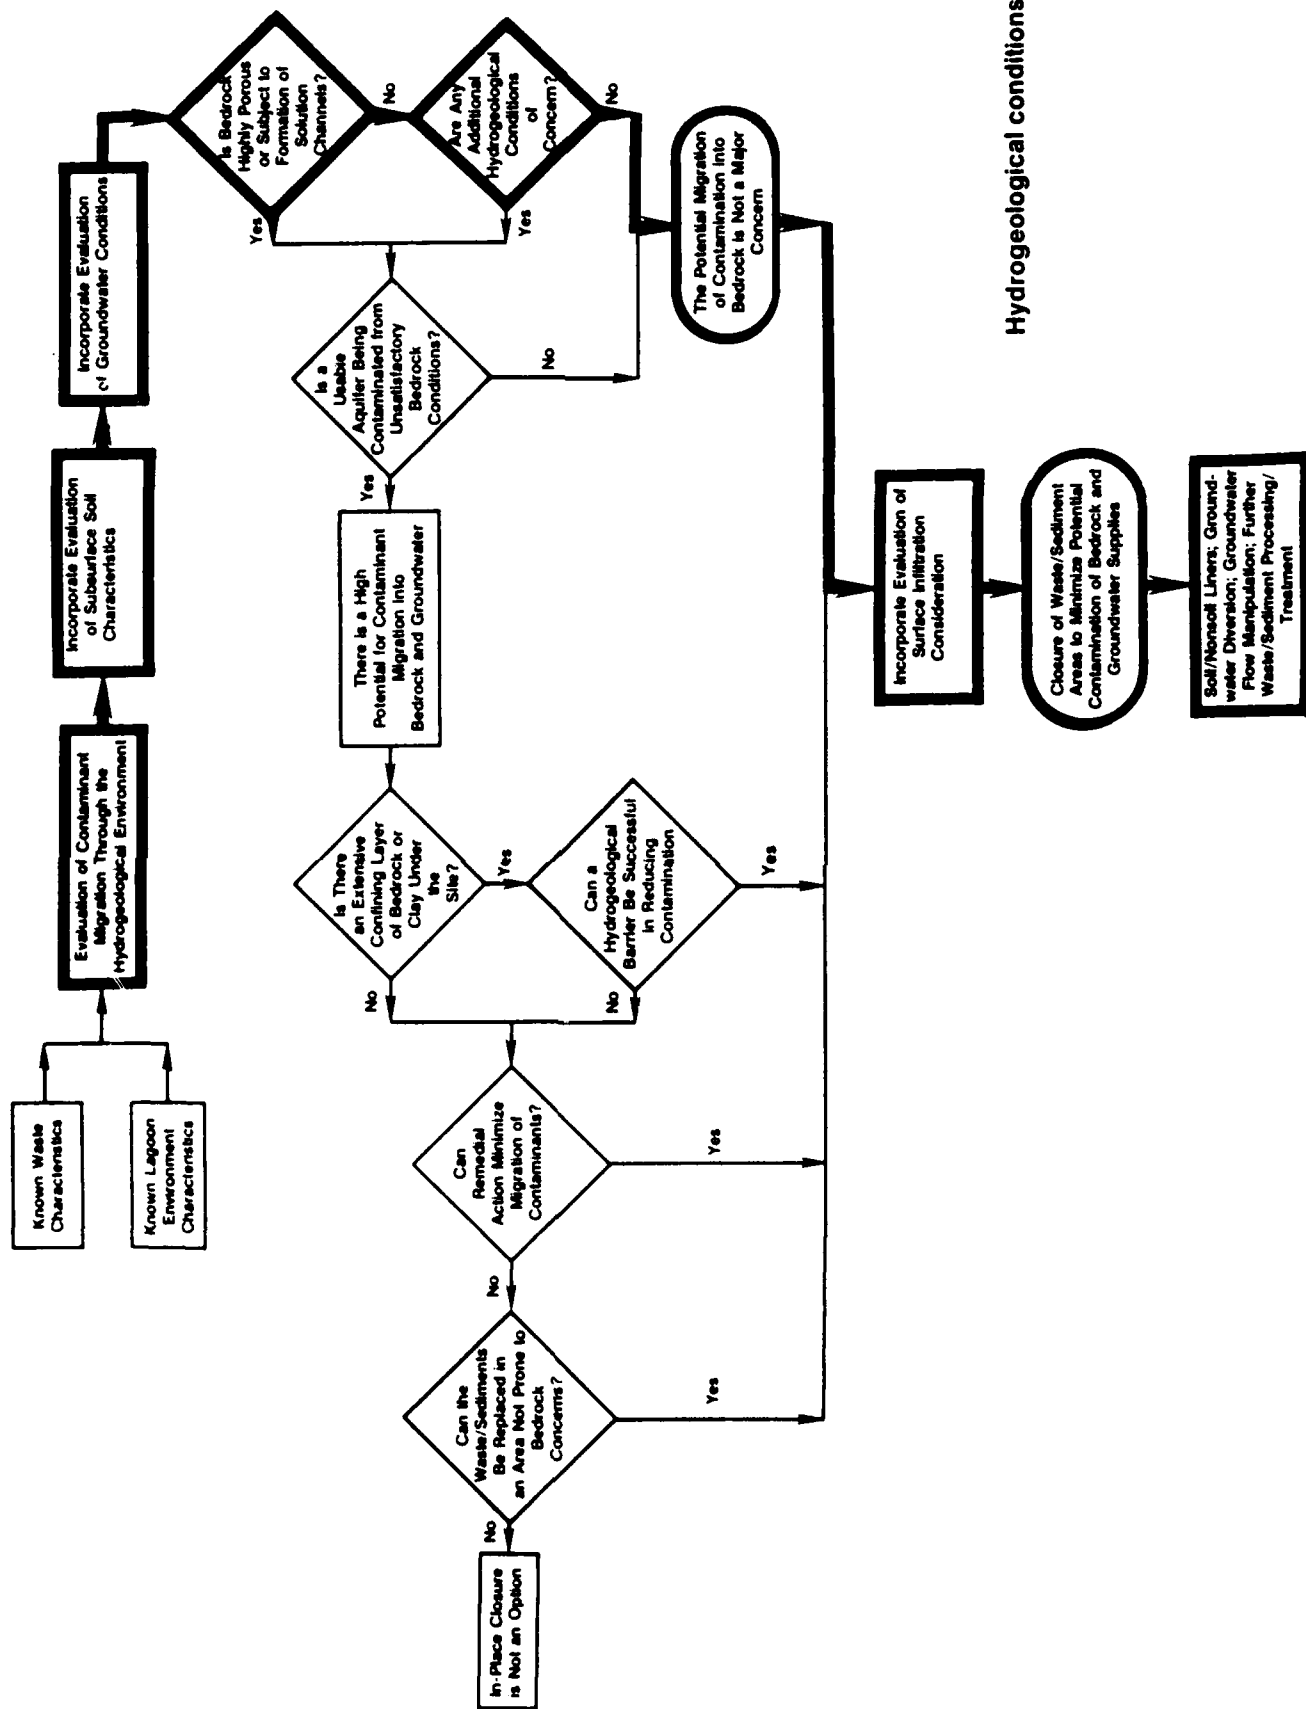 Known Waste
Characteristics
Known Lagoon
Environment
Characteristics
Evaluation of Contaminant
Migration Through the
Hydrogeological Environment
Incorporate Evaluation
of Subsurface Soil
Characteristics
Incorporate Evaluation
of Groundwater Conditions
Is Bedrock
Highly Porous
or Subject to
Formation of
Solution
Channels?
Yes
No
Are Any
Additional
Hydrogeological
Conditions
of
Concern?
Yes
No
Is a
Usable
Aquifer Being
Contaminated from
Unsatisfactory
Bedrock
Conditions?
Yes
No
There is a High
Potential for Contaminant
Migration Into
Bedrock and Groundwater
Is There
an Extensive
Confining Layer
of Bedrock or
Clay Under
the
Site?
No
Yes
Can a
Hydrogeological
Barrier Be Successful
in Reducing
Contamination
No
Yes
Can
Remedial
Action Minimize
Migration of
Contaminants?
No
Yes
Can the
Waste/Sediments
Be Replaced in
an Area Not Prone to
Bedrock
Concerns?
No
Yes
In-Place Closure
is Not an Option
The Potential Migration
of Contamination into
Bedrock is Not a Major
Concern
Incorporate Evaluation of
Surface Infiltration
Consideration
Closure of Waste/Sediment
Areas to Minimize Potential
Contamination of Bedrock and
Groundwater Supplies
Soil/Nonsoil Liners; Ground-
water Diversion; Groundwater
Flow Manipulation; Further
Waste/Sediment Processing/
Treatment
Hydrogeological conditions